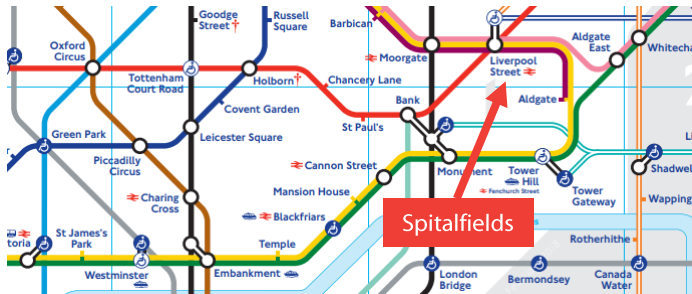 Goodge
Street
Russell
Square
Barbican
Oxford
Circus
Moorgate
Liverpool
Street
Aldgate
East
Whitecha
Tottenham
Court Road
Holborn
Chancery Lane
Bank
Aldgate
Covent Garden
St Paul's
Green Park
Leicester Square
Piccadilly
Circus
Cannon Street
Monument
Tower
Hill
Fenchurch Street
Tower
Gateway
Li
Shadwel
Charing
Cross
Mansion House
Wapping
Blackfriars
Spitalfields
St James's
Park
Temple
toria
Rotherhithe
Westminster
Embankment
London
Bridge
Bermondsey
Canada
Water